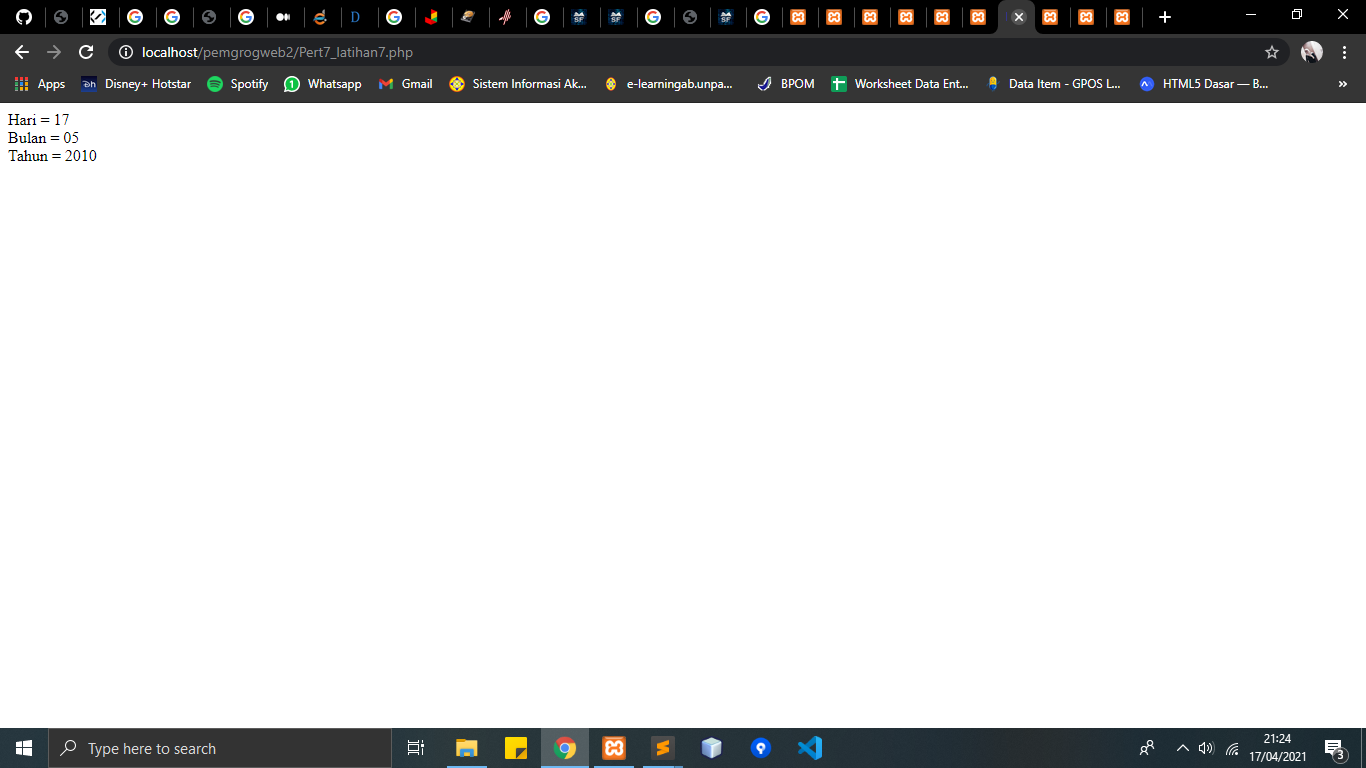 localhost/pemgrogweb2/Pert7_latihan7.php
Apps Disney+ Hotstar Spotify Whatsapp Gmail Sistem Informasi Ak... e-learningab.unpa... BPOM Worksheet Data Ent... Data Item - GPOS L... HTML5 Dasar — B... »
Hari = 17
Bulan = 05
Tahun = 2010
Type here to search
21:24
17/04/2021
3